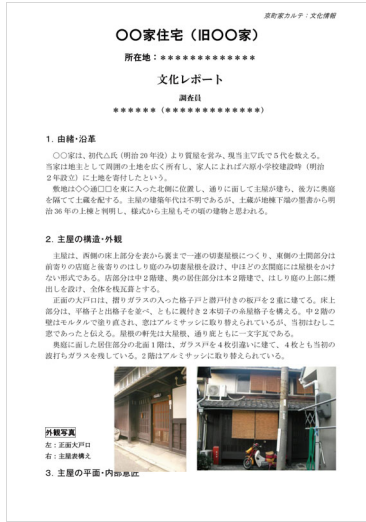 京町家カルテ：文化情報
〇〇家住宅（旧〇〇家）
所在地：＊＊＊＊＊＊＊＊＊＊＊＊＊
文化レポート
調査員
＊＊＊＊＊＊（＊＊＊＊＊＊＊＊＊＊＊＊＊）
1. 由緒・沿革
〇〇家は、初代△氏（明治20年没）より質屋を営み、現当主▽氏で5代を数える。
当家は地主として周囲の土地を広く所有し、家人によれば六原小学校建設時（明治
2年設立）に土地を寄付したという。
敷地は◇◇通□□を東に入った北側に位置し、通りに面して主屋が建ち、後方に奥庭
を隔てて土蔵を配する。主屋の建築年代は不明であるが、土蔵が地棟下端の墨書から明
治36年の上棟と判明し、様式から主屋もその頃の建物と思われる。
2. 主屋の構造・外観
主屋は、西側の床上部分を表から裏まで一連の切妻屋根につくり、東側の土間部分は
前寄りの店庭と後寄りのはしり庭のみ切妻屋根を設け、中ほどの玄関庭には屋根をかけ
ない形式である。店部分は中2階建、奥の居住部分は本2階建で、はしり庭の上部に煙
出しを設け、全体を桟瓦葺とする。
正面の大戸口は、摺りガラスの入った格子戸と潜戸付きの板戸を2重に建てる。床上
部分は、平格子と出格子を並べ、ともに親付き2本切子の糸屋格子を構える。中2階の
壁はモルタルで塗り直され、窓はアルミサッシに取り替えられているが、当初はむしこ
窓であったと伝える。屋根の軒先は大屋根、通り庇ともに一文字瓦である。
奥庭に面した居住部分の北面1階は、ガラス戸を4枚引違いに建て、4枚とも当初の
波打ちガラスを残している。2階はアルミサッシに取り替えられている。
外観写真
左：正面大戸口
右：主屋表構え
3. 主屋の平面・内部意匠